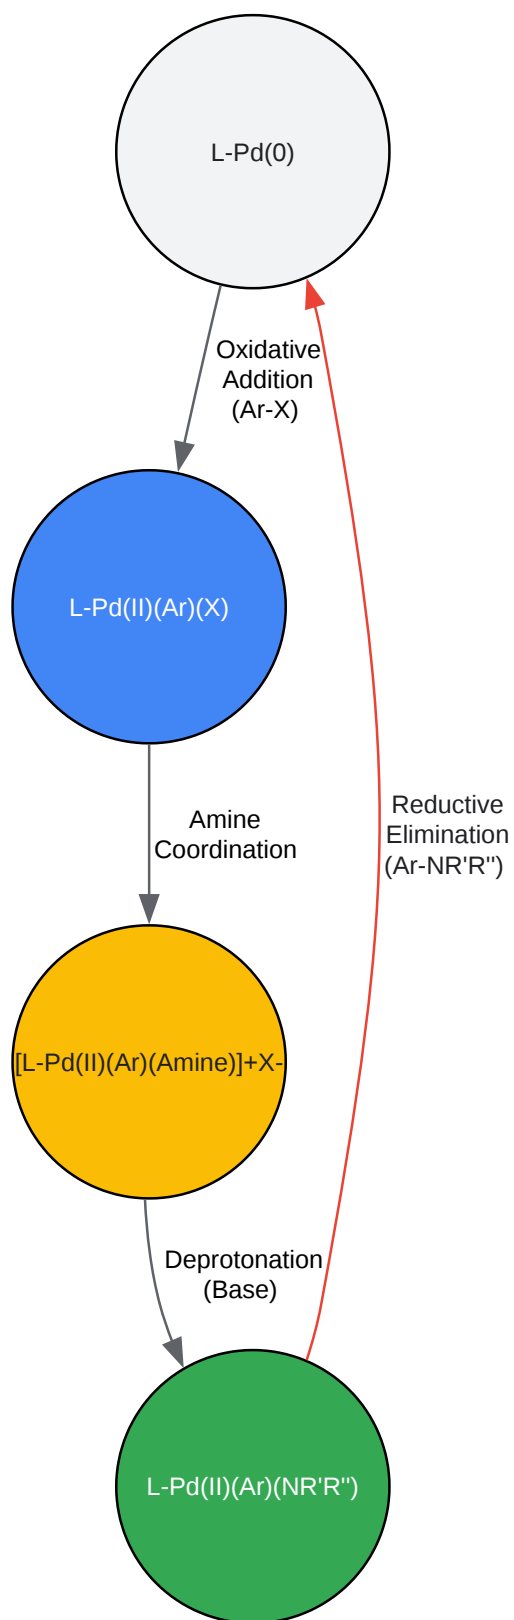 L-Pd(0)
Oxidative
Addition
(Ar-X)
L-Pd(II)(Ar)(X)
Amine
Coordination
Reductive
Elimination
(Ar-NR'R'')
[L-Pd(II)(Ar)(Amine)]+X-
Deprotonation
(Base)
L-Pd(II)(Ar)(NR'R'')